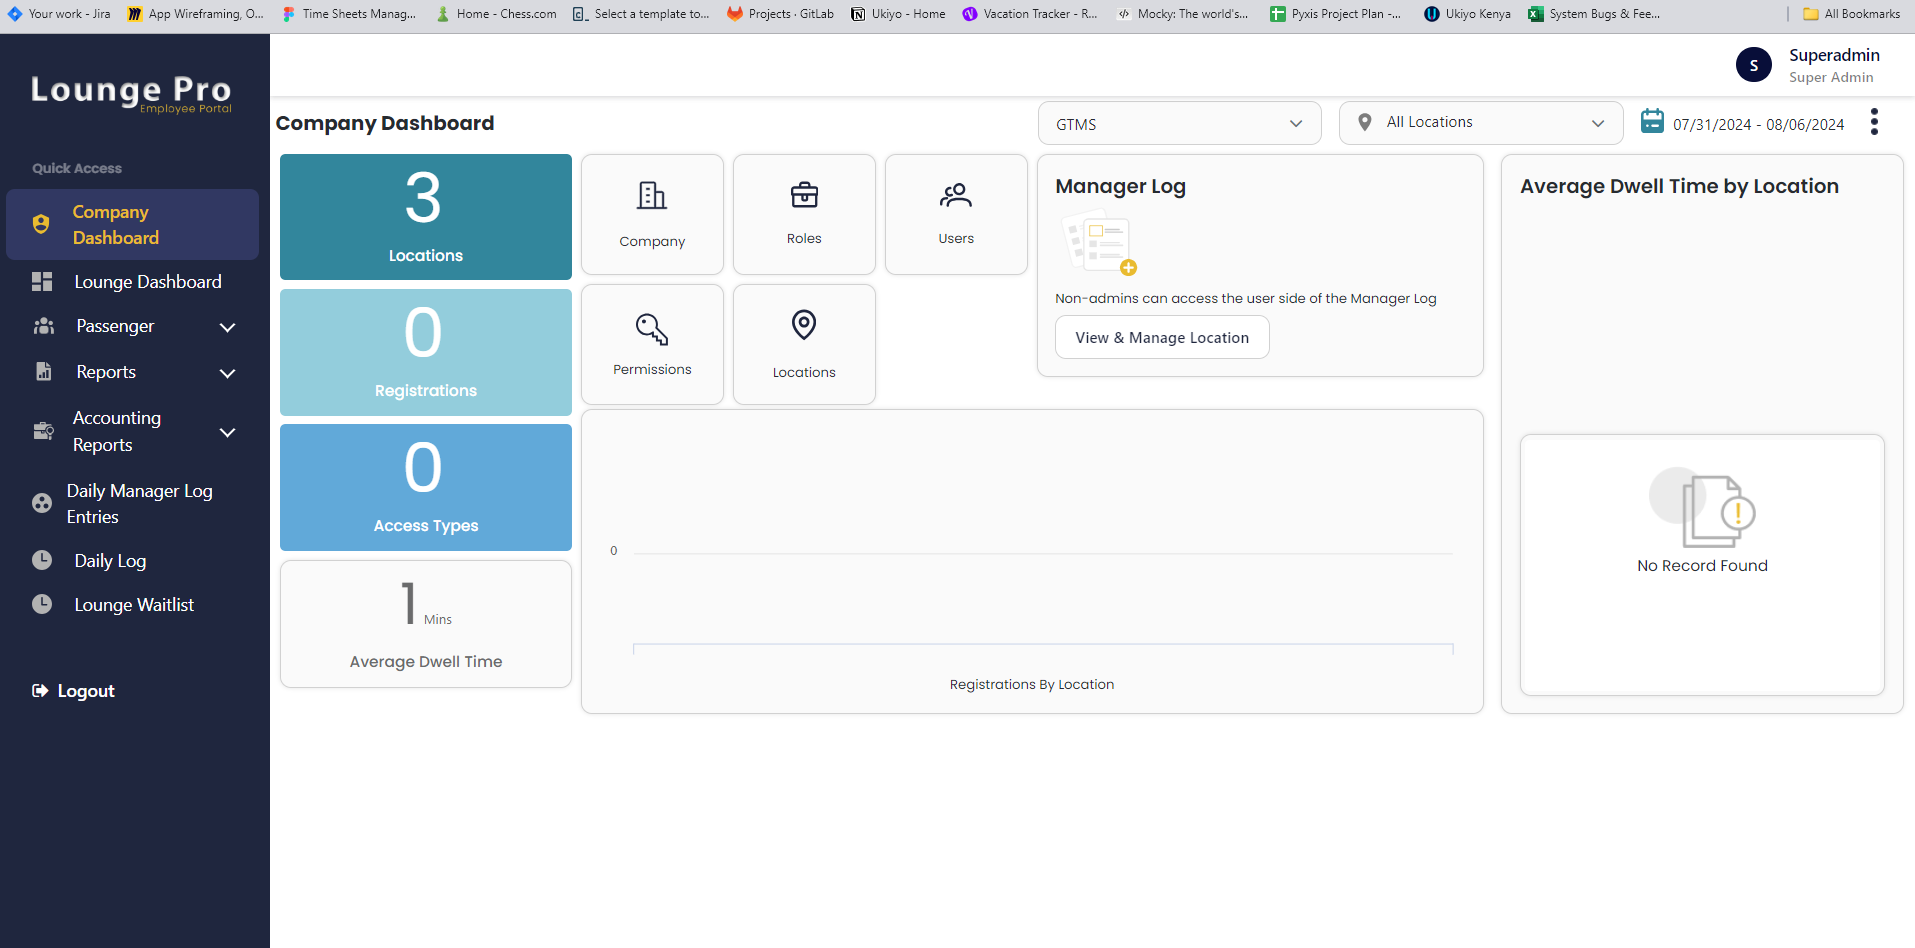 Your work - Jira
App Wireframing, O...
Time Sheets Manag...
Home - Chess.com
Select a template to...
Projects · GitLab
Ukiyo - Home
Vacation Tracker - R...
Mocky: The world's...
Pyxis Project Plan -...
Ukiyo Kenya
System Bugs & Fee...
All Bookmarks
Lounge Pro
Employee Portal
Quick Access
Company
Dashboard
Lounge Dashboard
Passenger
Reports
Accounting
Reports
Daily Manager Log
Entries
Daily Log
Lounge Waitlist
Logout
S
Superadmin
Super Admin
Company Dashboard
GTMS
All Locations
07/31/2024 - 08/06/2024
3
Locations
0
Registrations
0
Access Types
1 Mins
Average Dwell Time
Company
Roles
Users
Permissions
Locations
Manager Log
Non-admins can access the user side of the Manager Log
View & Manage Location
0
Registrations By Location
Average Dwell Time by Location
No Record Found